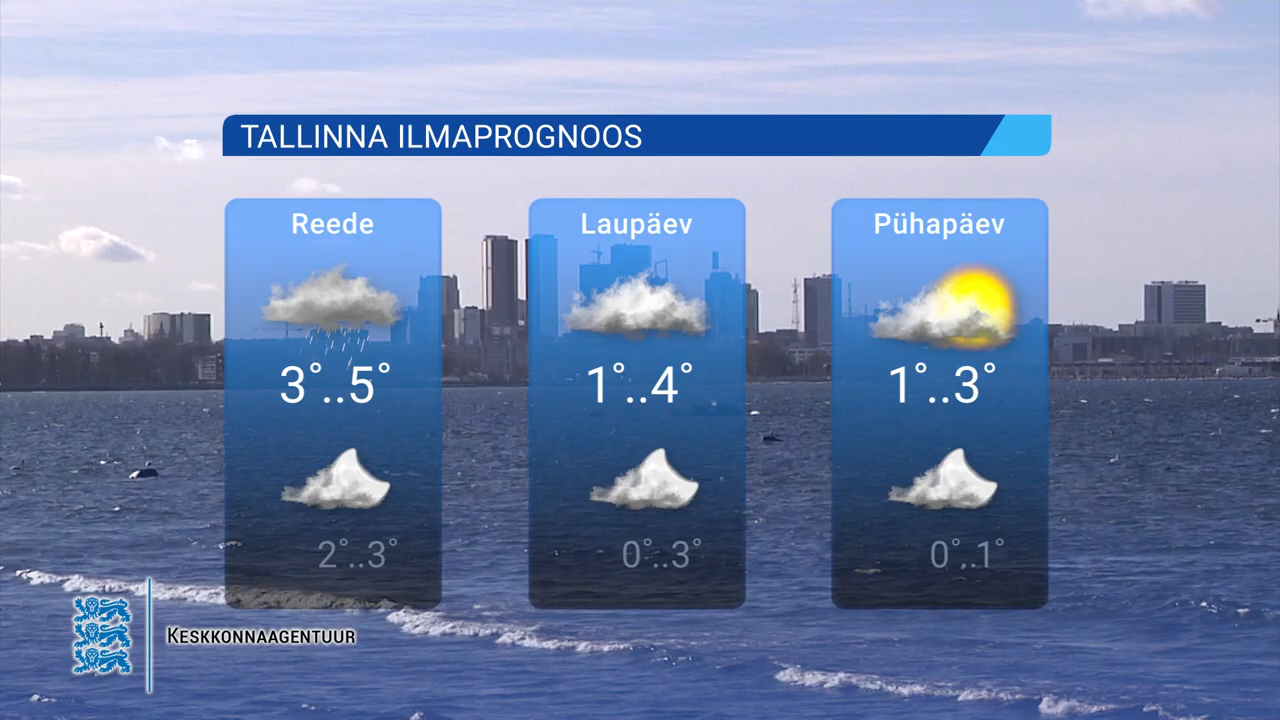 TALLINNA ILMAPROGNOOS
Reede
3°..5°
2°..3°
Laupäev
1°..4°
0°..3°
Pühapäev
1°..3°
0°..1°
KESKKONNAAGENTUUR